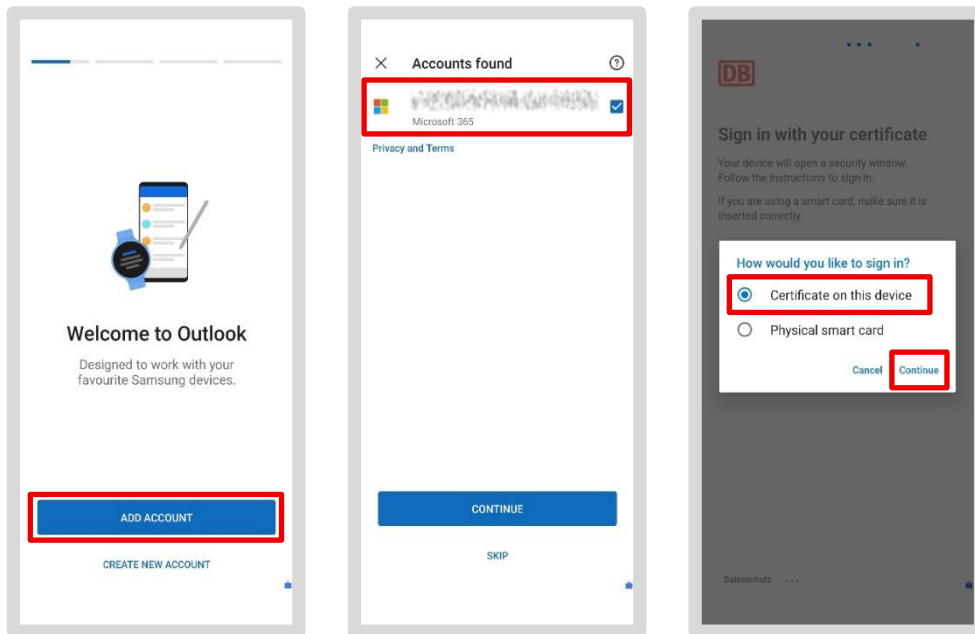 Welcome to Outlook
Designed to work with your
favourite Samsung devices.
ADD ACCOUNT
CREATE NEW ACCOUNT
Accounts found
Microsoft 365
Privacy and Terms
CONTINUE
SKIP
DB
Sign in with your certificate
Your device will open a security window.
Follow the instructions to sign in.
If you are using a smart card, make sure it is
inserted correctly.
How would you like to sign in?
Certificate on this device
Physical smart card
Cancel Continue
Datenschutz ...